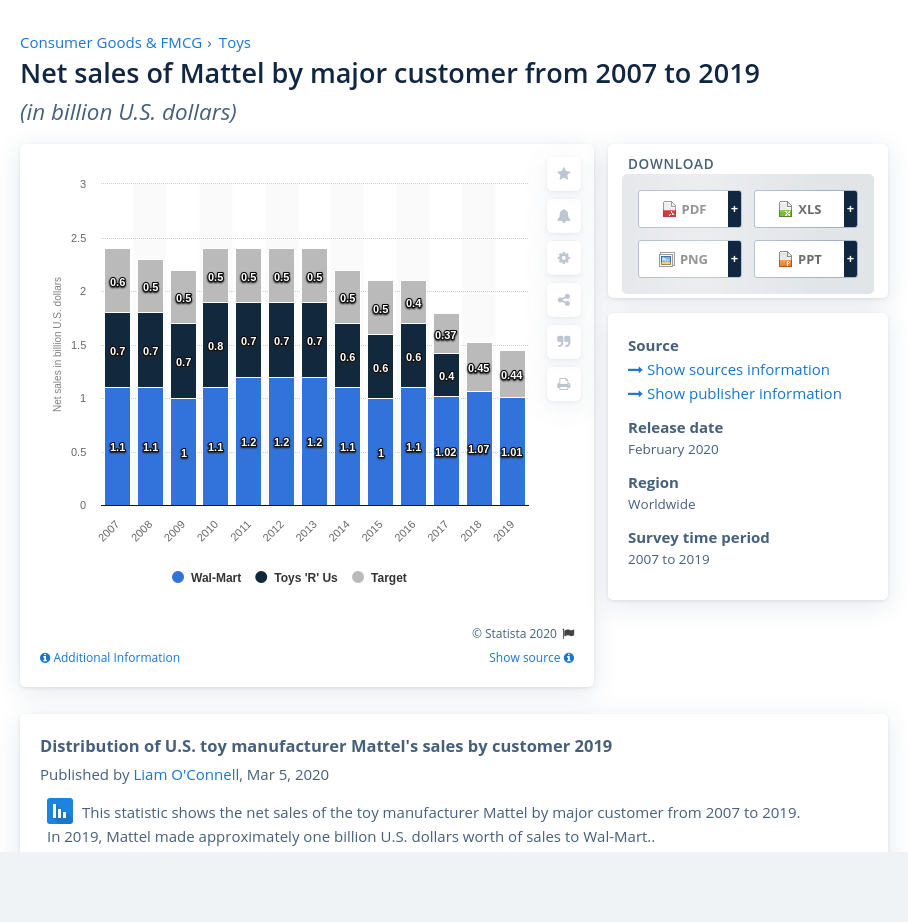 Consumer Goods & FMCG › Toys
Net sales of Mattel by major customer from 2007 to 2019
(in billion U.S. dollars)
Net sales in billion U.S. dollars
3
2.5
2
1.5
1
0.5
0
0.6 0.5 0.5 0.5 0.5 0.5 0.5 0.5 0.5 0.4 0.37 0.45 0.44
0.7 0.7 0.7 0.8 0.7 0.7 0.7 0.6 0.6 0.6 0.4
1.1 1.1 1 1.1 1.2 1.2 1.2 1.1 1 1.1 1.02 1.07 1.01
2007 2008 2009 2010 2011 2012 2013 2014 2015 2016 2017 2018 2019
Wal-Mart Toys 'R' Us Target
© Statista 2020
Additional Information
Show source
DOWNLOAD
PDF + XLS +
PNG + PPT +
Source
Show sources information
Show publisher information
Release date
February 2020
Region
Worldwide
Survey time period
2007 to 2019
Distribution of U.S. toy manufacturer Mattel's sales by customer 2019
Published by Liam O'Connell, Mar 5, 2020
This statistic shows the net sales of the toy manufacturer Mattel by major customer from 2007 to 2019.
In 2019, Mattel made approximately one billion U.S. dollars worth of sales to Wal-Mart..